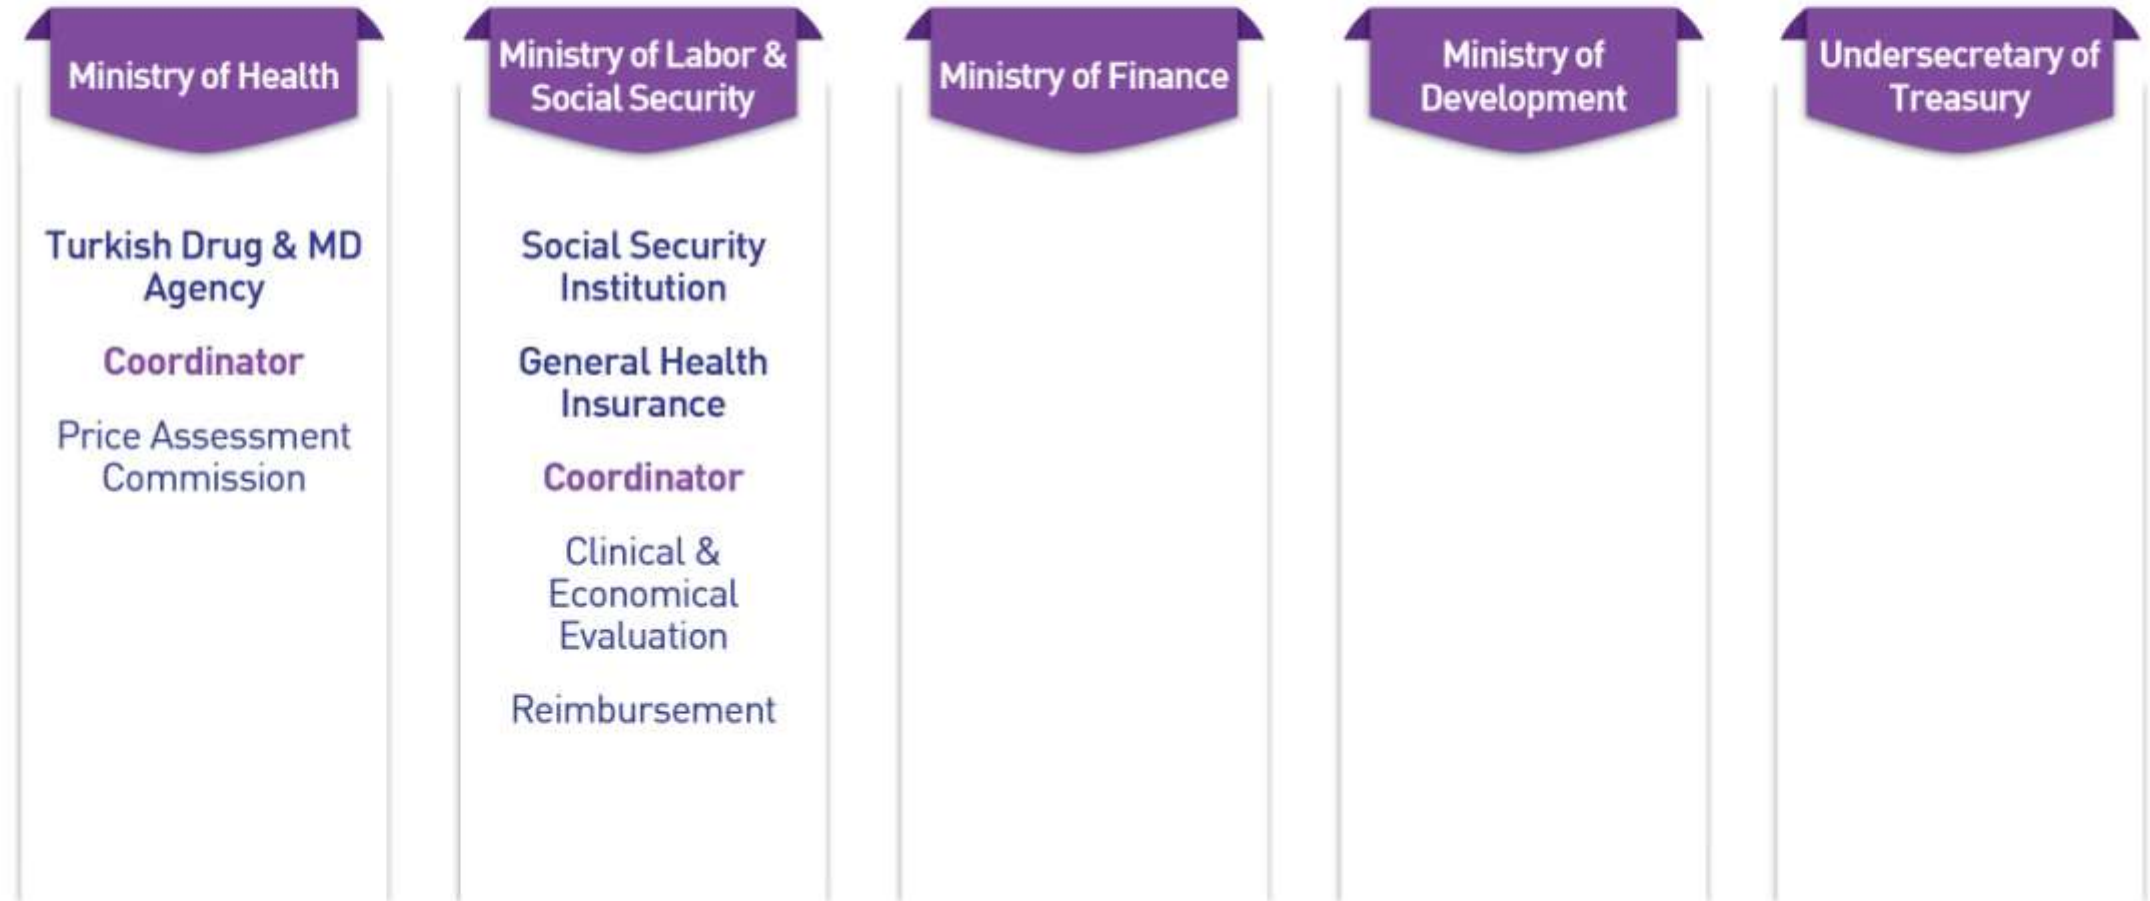 Ministry of Health
Turkish Drug & MD
Agency
Coordinator
Price Assessment
Commission
Ministry of Labor &
Social Security
Social Security
Institution
General Health
Insurance
Coordinator
Clinical &
Economical
Evaluation
Reimbursement
Ministry of Finance
Ministry of
Development
Undersecretary of
Treasury